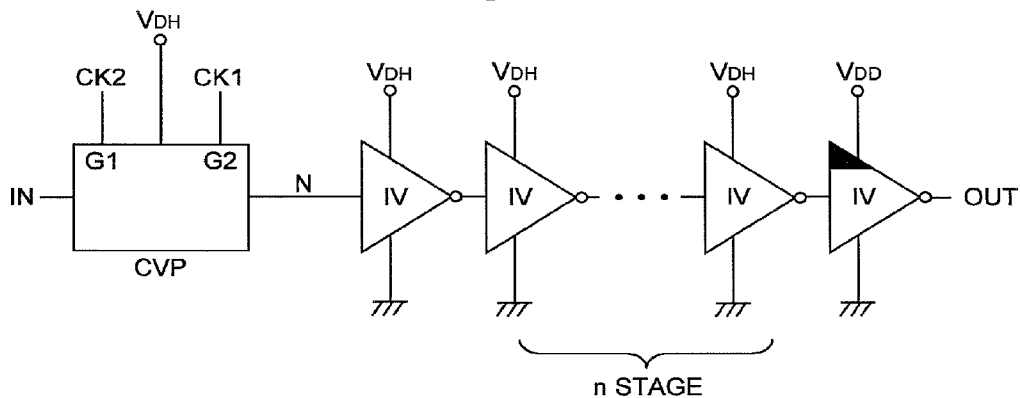 VDH
CK2 CK1
VDH VDH VDH VDD
G1 G2
IN N IV IV • • • IV IV OUT
CVP
n STAGE